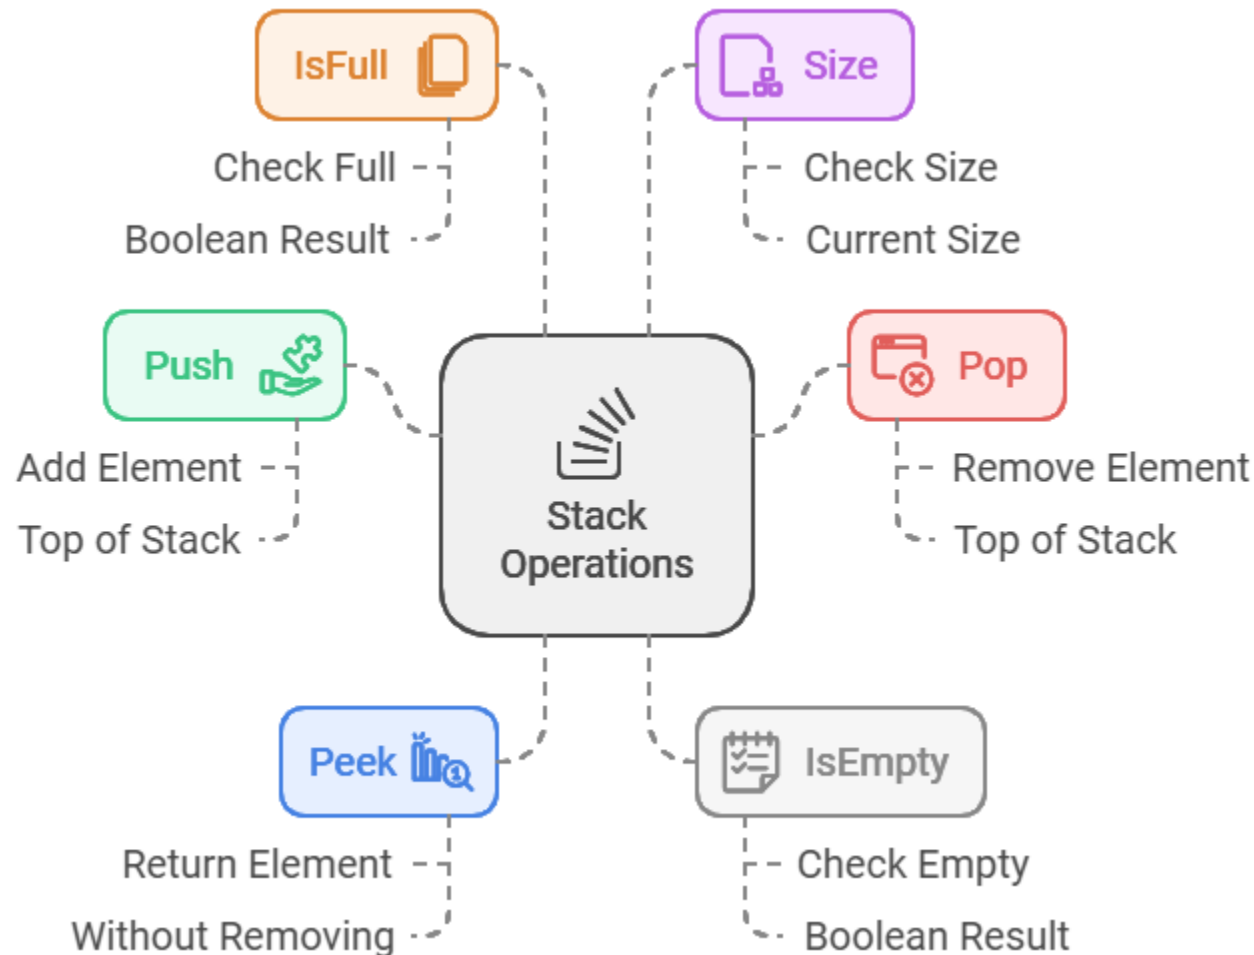 IsFull
Check Full
Boolean Result
Size
Check Size
Current Size
Push
Add Element
Top of Stack
Stack
Operations
Pop
Remove Element
Top of Stack
Peek
Return Element
Without Removing
IsEmpty
Check Empty
Boolean Result